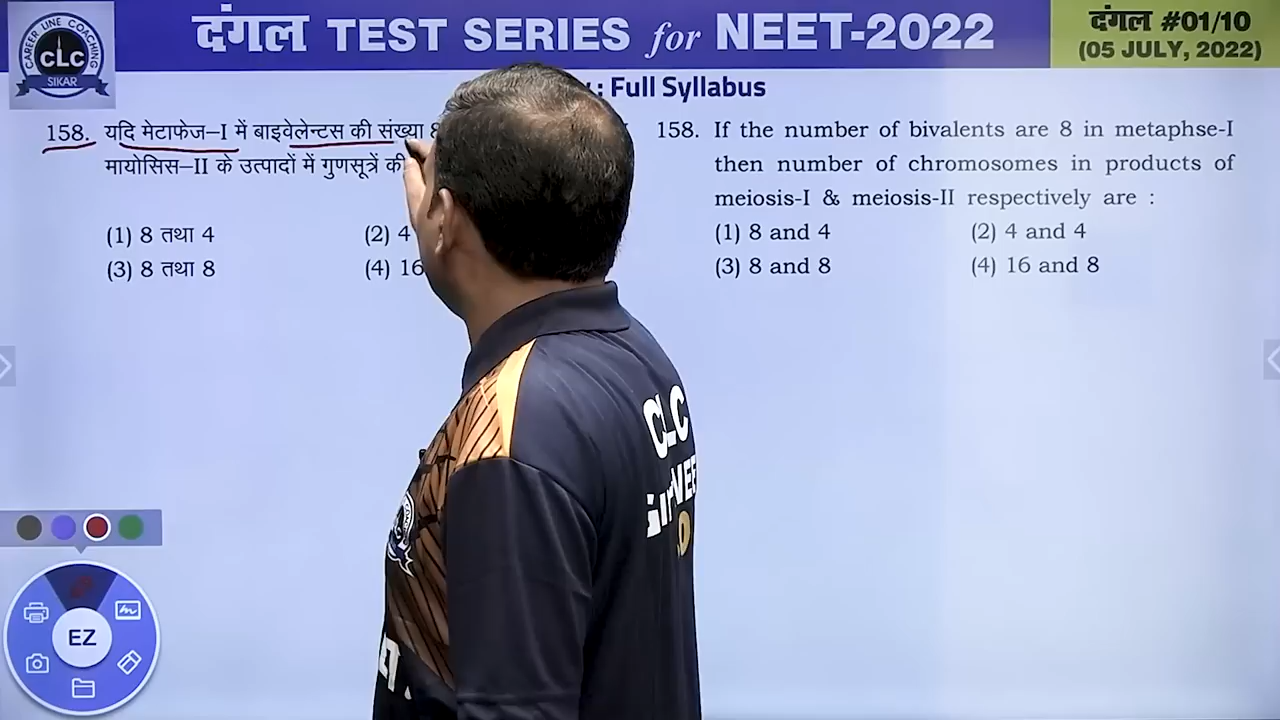 CAREER LINE COACHING
CLC
SIKAR
दंगल TEST SERIES for NEET-2022
दंगल #01/10
(05 JULY, 2022)
: Full Syllabus
158. यदि मेटाफेज–I में बाइवेलेन्टस की संख्या 8
मायोसिस–II के उत्पादों में गुणसूत्रें की
(1) 8 तथा 4
(2) 4
(3) 8 तथा 8
(4) 16
158. If the number of bivalents are 8 in metaphse-I
then number of chromosomes in products of
meiosis-I & meiosis-II respectively are :
(1) 8 and 4
(2) 4 and 4
(3) 8 and 8
(4) 16 and 8
CLC
EZ